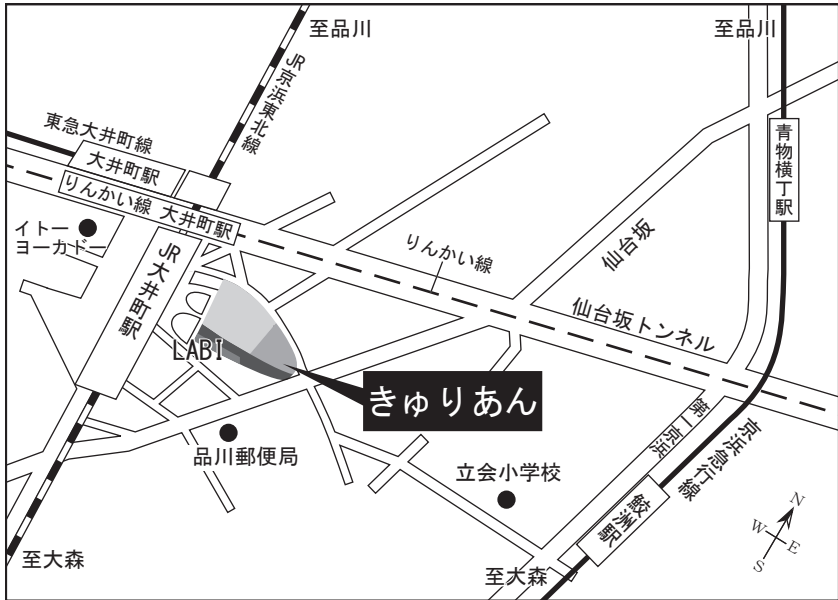 至品川
至品川
JR京浜東北線
東急大井町線
大井町駅
りんかい線 大井町駅
青物横丁駅
イトー
ヨーカドー
JR大井町駅
りんかい線
仙台坂
仙台坂トンネル
LABI
きゅりあん
第一京浜
京浜急行線
品川郵便局
立会小学校
鮫洲駅
N
W
E
S
至大森
至大森